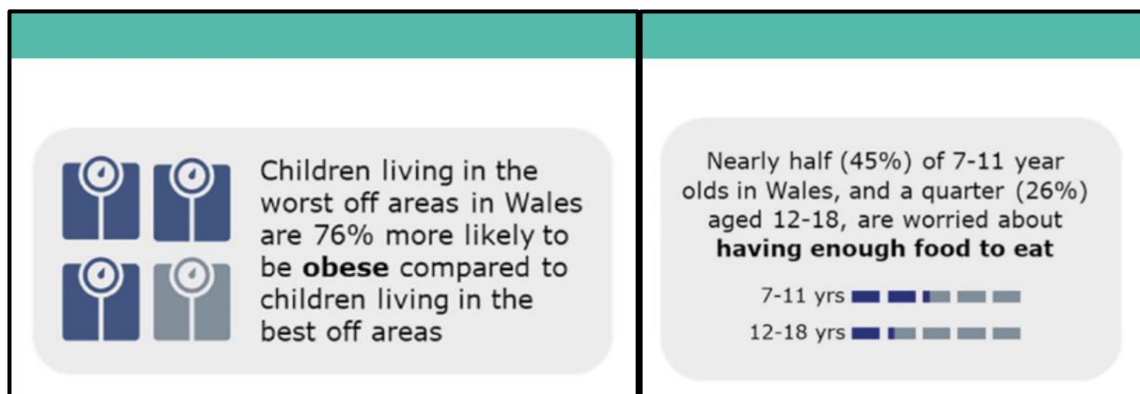 Children living in the
worst off areas in Wales
are 76% more likely to
be obese compared to
children living in the
best off areas
Nearly half (45%) of 7-11 year
olds in Wales, and a quarter (26%)
aged 12-18, are worried about
having enough food to eat
7-11 yrs
12-18 yrs